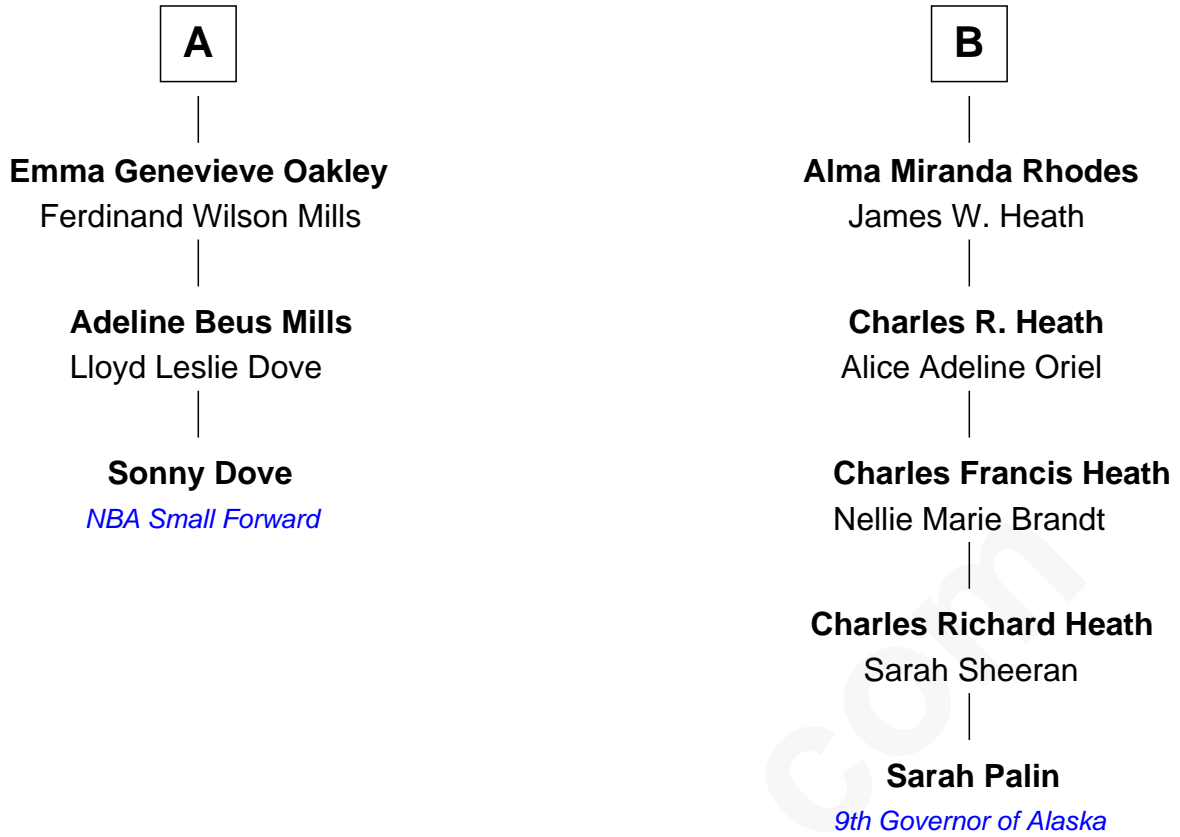 A
Emma Genevieve Oakley
Ferdinand Wilson Mills
Adeline Beus Mills
Lloyd Leslie Dove
Sonny Dove
NBA Small Forward
B
Alma Miranda Rhodes
James W. Heath
Charles R. Heath
Alice Adeline Oriel
Charles Francis Heath
Nellie Marie Brandt
Charles Richard Heath
Sarah Sheeran
Sarah Palin
9th Governor of Alaska
com